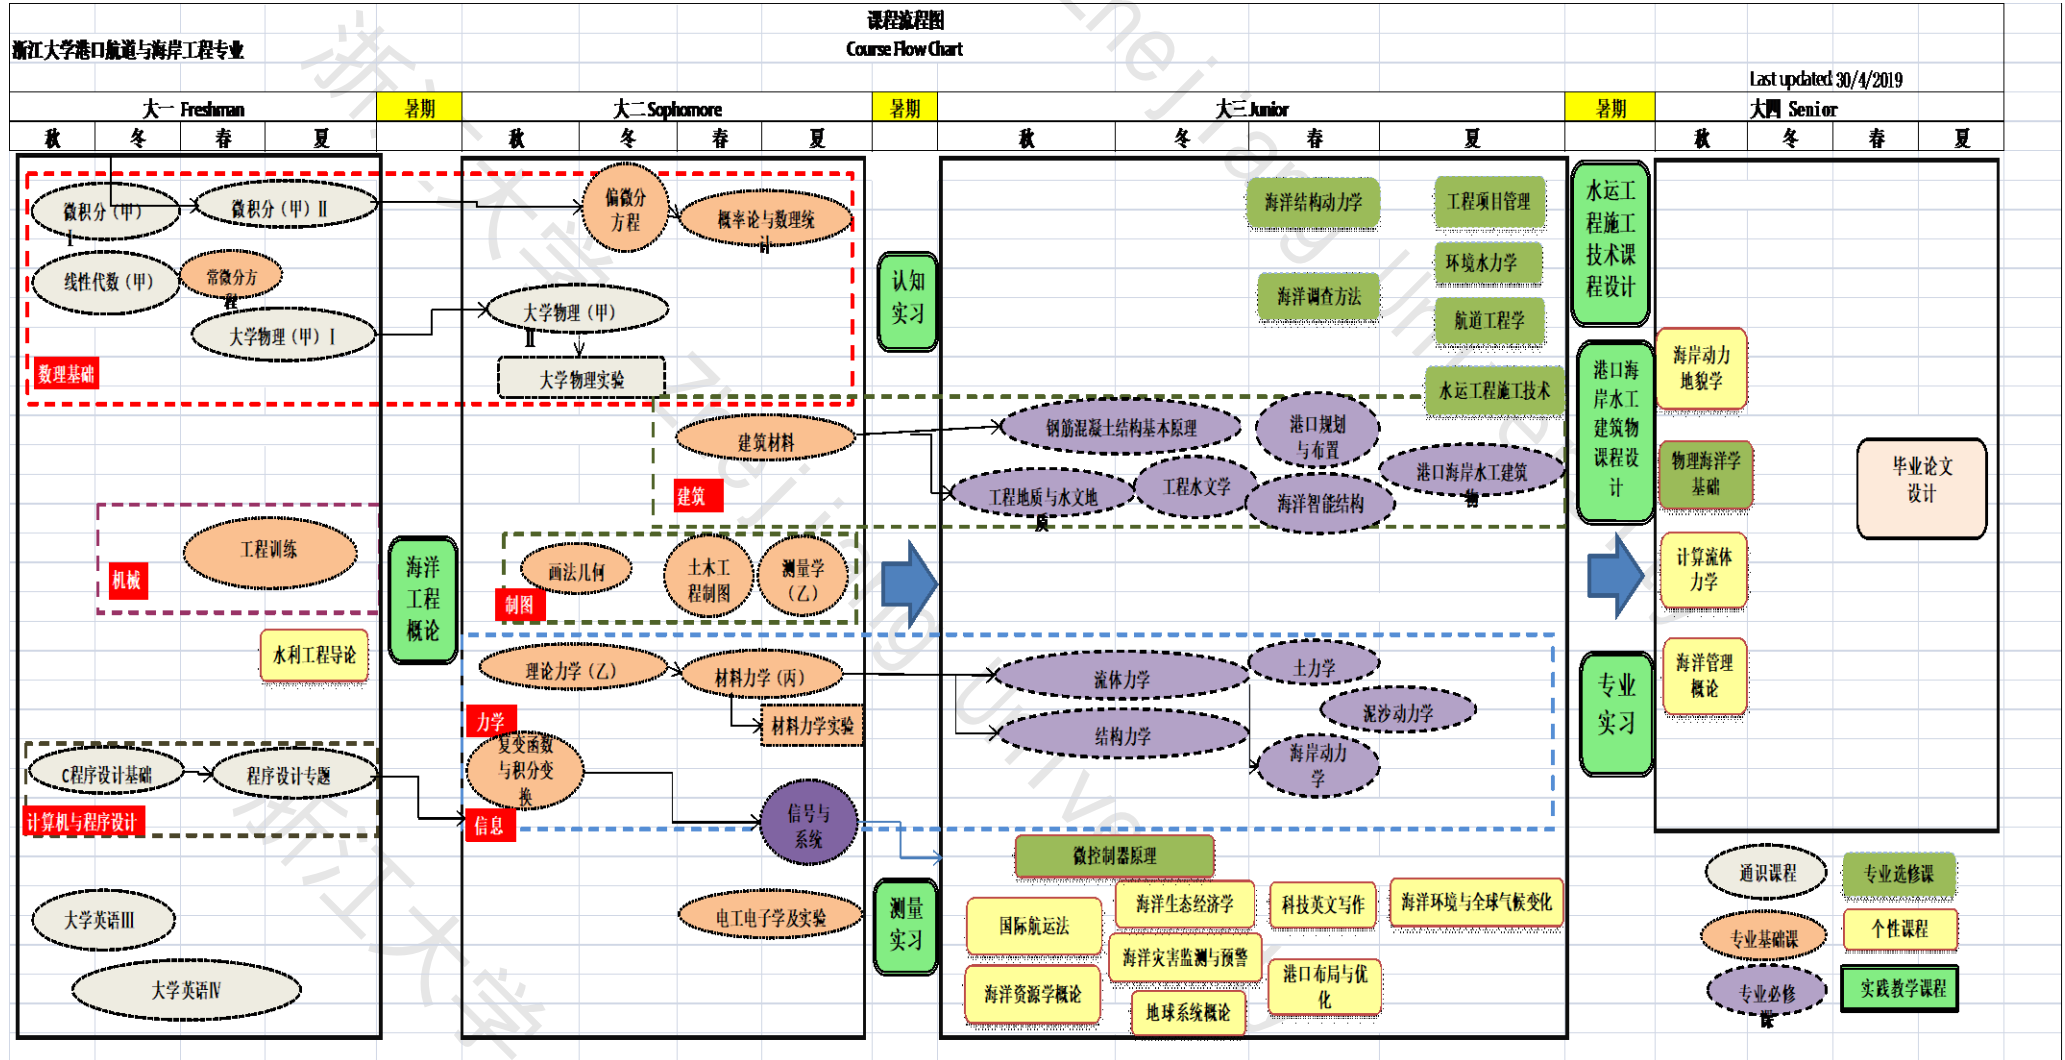 课程流程图
浙江大学港口航道与海岸工程专业
Course Flow Chart
Last updated 30/4/2019
大一 Freshman
暑期
大二 Sophomore
暑期
大三 Junior
暑期
大四 Senior
秋 冬 春 夏
秋 冬 春 夏
秋 冬 春 夏
秋 冬 春 夏
微积分（甲）
I
微积分（甲）II
线性代数（甲）
常微分方
程
大学物理（甲）I
数理基础
偏微分
方程
概率论与数理统
计
大学物理（甲）
II
大学物理实验
认知
实习
建筑材料
建筑
工程训练
机械
水利工程导论
海洋
工程
概论
画法几何
土木工
程制图
测量学
（乙）
制图
理论力学（乙）
材料力学（丙）
材料力学实验
力学
复变函数
与积分变
换
信号与
系统
信息
C程序设计基础
程序设计专题
计算机与程序设计
大学英语III
大学英语IV
电工电子学及实验
测量
实习
海洋结构动力学
工程项目管理
环境水力学
海洋调查方法
航道工程学
水运工程施工技术
钢筋混凝土结构基本原理
港口规划
与布置
工程地质与水文地
质
工程水文学
海洋智能结构
港口海岸水工建筑
物
流体力学
土力学
泥沙动力学
结构力学
海岸动力
学
微控制器原理
国际航运法
海洋生态经济学
科技英文写作
海洋环境与全球气候变化
海洋灾害监测与预警
海洋资源学概论
港口布局与优
化
地球系统概论
水运工
程施工
技术课
程设计
港口海
岸水工
建筑物
课程设
计
专业
实习
海岸动力
地貌学
物理海洋学
基础
计算流体
力学
海洋管理
概论
毕业论文
设计
通识课程
专业选修课
专业基础课
个性课程
专业必修
课
实践教学课程
浙江大学 zhejiang University
浙江大学
zhejiang University